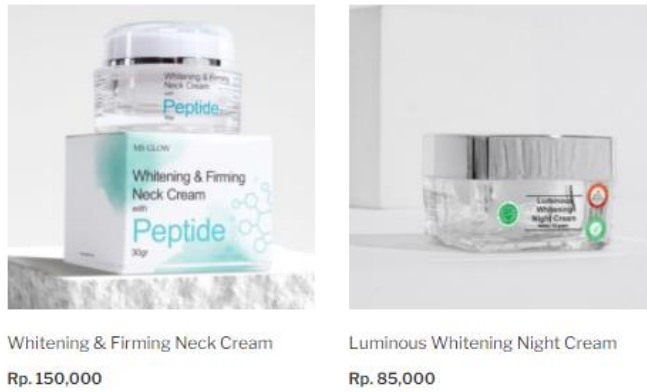 Whitening & Firming
Neck Cream
with
Peptide
30gr
MS GLOW
Whitening & Firming
Neck Cream
with
Peptide
30gr
Luminous
Whitening
Night Cream
Whitening & Firming Neck Cream
Luminous Whitening Night Cream
Rp. 150,000
Rp. 85,000